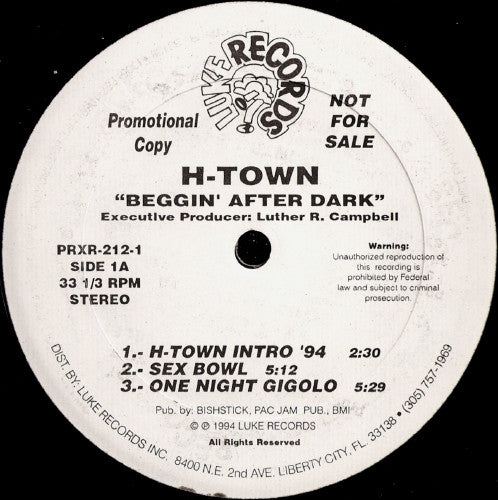 LUKE RECORDS
Promotional Copy
NOT FOR SALE
H-TOWN
"BEGGIN' AFTER DARK"
Executive Producer: Luther R. Campbell
PRXR-212-1
SIDE 1A
33 1/3 RPM
STEREO
Warning:
Unauthorized reproduction of
this recording is
prohibited by Federal
law and subject to criminal
prosecution.
1.- H-TOWN INTRO '94 2:30
2.- SEX BOWL 5:12
3.- ONE NIGHT GIGOLO 5:29
Pub. by: BISHSTICK, PAC JAM PUB., BMI
© ℗ 1994 LUKE RECORDS
All Rights Reserved
DIST. BY: LUKE RECORDS INC. 8400 N.E. 2nd AVE. LIBERTY CITY, FL. 33138 • (305) 757-1969